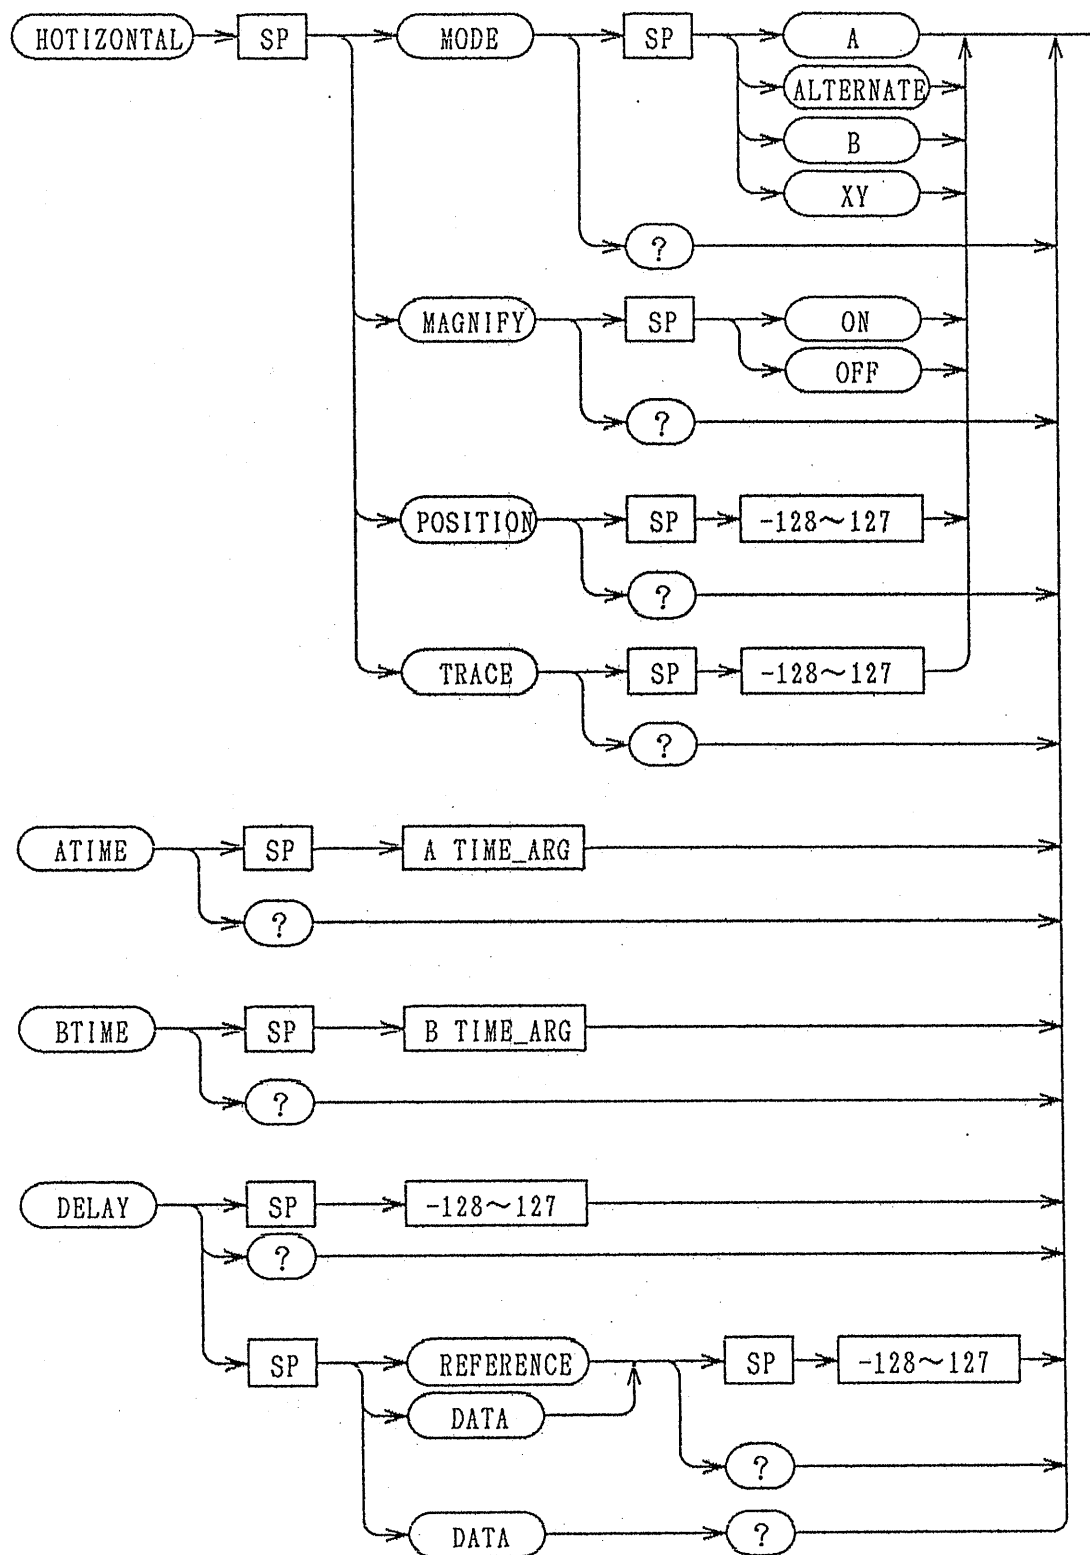 HOTIZONTAL SP MODE SP A
ALTERNATE
B
XY
?
MAGNIFY SP ON
OFF
?
POSITION SP -128～127
?
TRACE SP -128～127
?
ATIME SP A TIME_ARG
?
BTIME SP B TIME_ARG
?
DELAY SP -128～127
?
SP REFERENCE SP -128～127
DATA
?
DATA ?